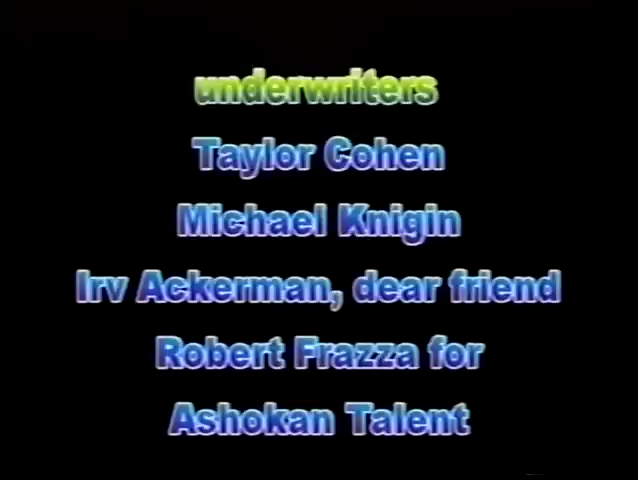 underwriters
Taylor Cohen
Michael Knigin
Irv Ackerman, dear friend
Robert Frazza for
Ashokan Talent